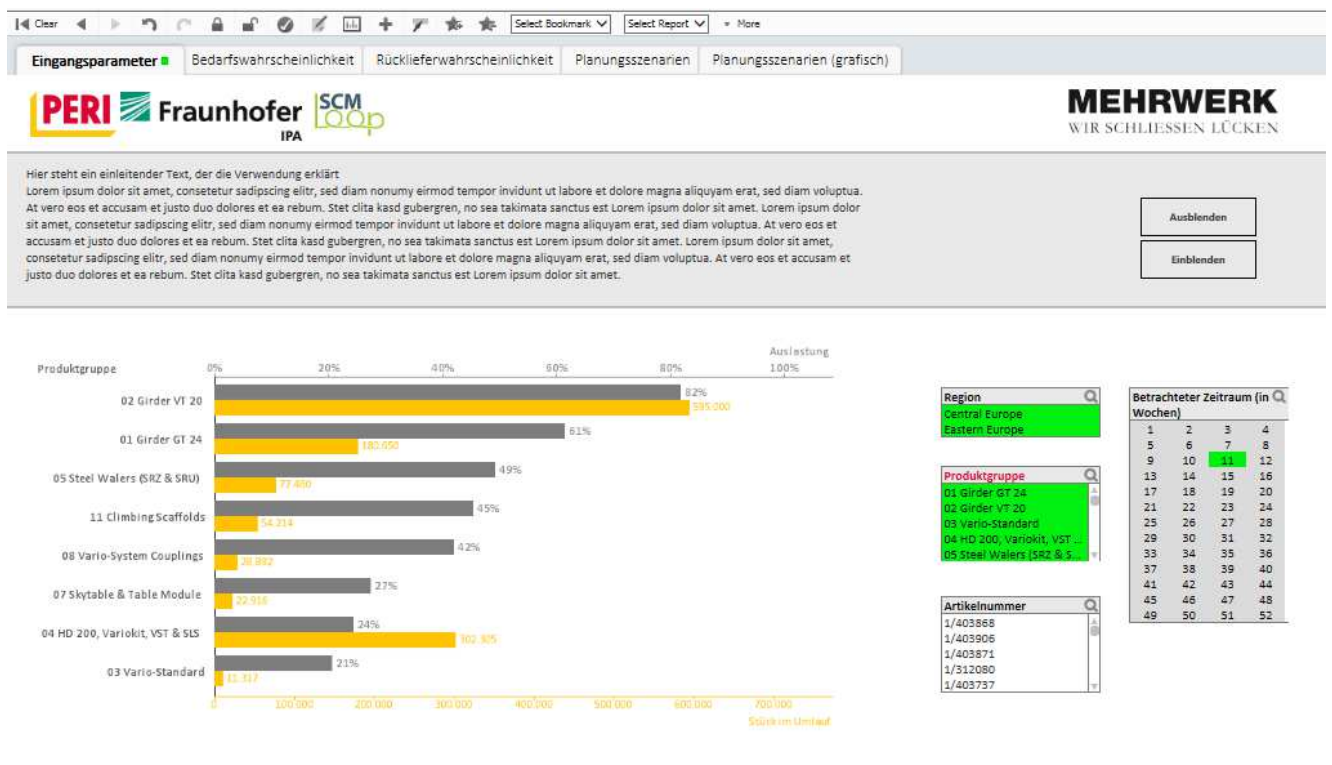 Clear Select Bookmark Select Report More
Eingangsparameter Bedarfswahrscheinlichkeit Rücklieferwahrscheinlichkeit Planungsszenarien Planungsszenarien (grafisch)
PERI Fraunhofer IPA SCM Loop
MEHRWERK
WIR SCHLIESSEN LÜCKEN
Hier steht ein einleitender Text, der die Verwendung erklärt
Lorem ipsum dolor sit amet, consetetur sadipscing elitr, sed diam nonumy eirmod tempor invidunt ut labore et dolore magna aliquyam erat, sed diam voluptua.
At vero eos et accusam et justo duo dolores et ea rebum. Stet clita kasd gubergren, no sea takimata sanctus est Lorem ipsum dolor sit amet. Lorem ipsum dolor
sit amet, consetetur sadipscing elitr, sed diam nonumy eirmod tempor invidunt ut labore et dolore magna aliquyam erat, sed diam voluptua. At vero eos et
accusam et justo duo dolores et ea rebum. Stet clita kasd gubergren, no sea takimata sanctus est Lorem ipsum dolor sit amet. Lorem ipsum dolor sit amet,
consetetur sadipscing elitr, sed diam nonumy eirmod tempor invidunt ut labore et dolore magna aliquyam erat, sed diam voluptua. At vero eos et accusam et
justo duo dolores et ea rebum. Stet clita kasd gubergren, no sea takimata sanctus est Lorem ipsum dolor sit amet.
Ausblenden
Einblenden
Auslastung
Produktgruppe 0% 20% 40% 60% 80% 100%
02 Girder VT 20 82%
595.000
01 Girder GT 24 61%
180.650
05 Steel Walers (SRZ & SRU) 49%
11 Climbing Scaffolds 45%
54.214
08 Vario-System Couplings 42%
07 Skytable & Table Module 27%
22.916
04 HD 200, Variokit, VST & SLS 24%
302.305
03 Vario-Standard 21%
11.317
0 100.000 200.000 300.000 400.000 500.000 600.000 700.000
Stück im Umlauf
Region
Central Europe
Eastern Europe
Produktgruppe
01 Girder GT 24
02 Girder VT 20
03 Vario-Standard
04 HD 200, Variokit, VST ...
05 Steel Walers (SRZ & S...
Artikelnummer
1/403868
1/403906
1/403871
1/312080
1/403737
Betrachteter Zeitraum (in
Wochen)
1 2 3 4
5 6 7 8
9 10 11 12
13 14 15 16
17 18 19 20
21 22 23 24
25 26 27 28
29 30 31 32
33 34 35 36
37 38 39 40
41 42 43 44
45 46 47 48
49 50 51 52